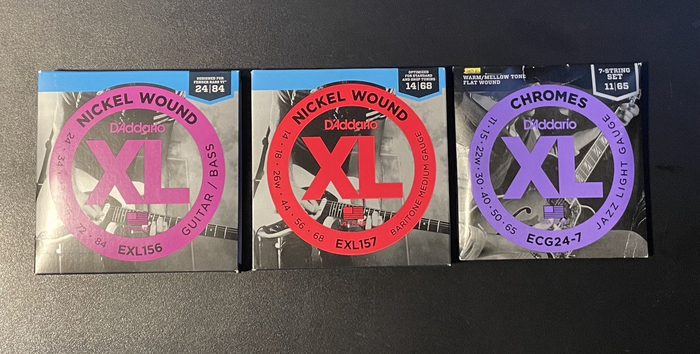 DESIGNED FOR
FENDER BASS VI™
24|84
NICKEL WOUND
D'Addario
XL
GUITAR / BASS
24 • 34
72 • 84
EXL156
OPTIMIZED
FOR STANDARD
AND DROP TUNING
14|68
NICKEL WOUND
D'Addario
XL
14 • 18 • 26W • 44 • 56 • 68
BARITONE MEDIUM GAUGE
EXL157
WARM/MELLOW TONE
FLAT WOUND
7-STRING
SET
11|65
CHROMES
D'Addario
XL
11•15•22W•30•40•50•65
JAZZ LIGHT GAUGE
ECG24-7